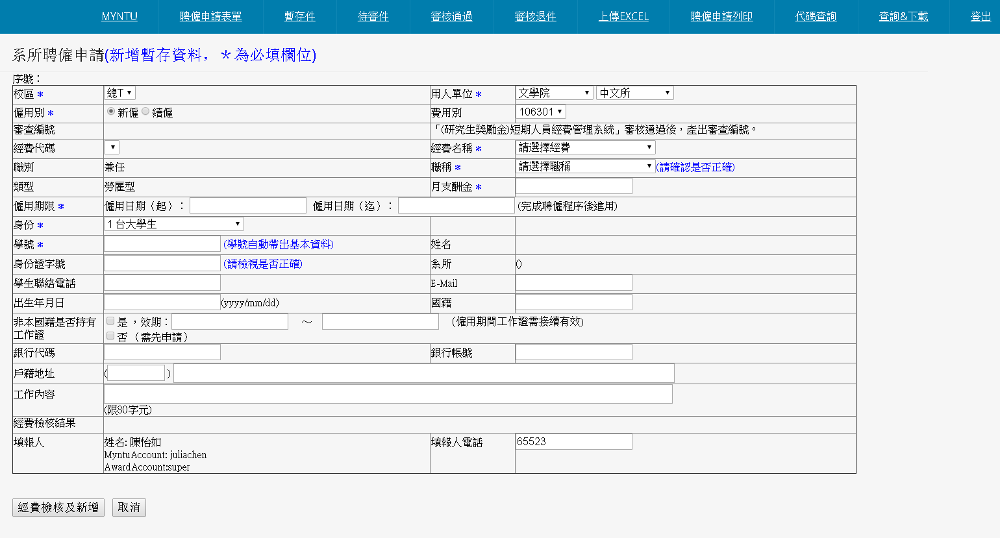 MYNTU 聘僱申請表單 暫存件 待審件 審核通過 審核退件 上傳EXCEL 聘僱申請列印 代碼查詢 查詢&下載 登出
系所聘僱申請(新增暫存資料，＊為必填欄位)
序號：
校區 * 總T 用人單位 * 文學院 中文所
僱用別 * 新僱 續僱 費用別 106301
審查編號 「(研究生獎勵金)短期人員經費管理系統」審核通過後，產出審查編號。
經費代碼 經費名稱 * 請選擇經費
職別 兼任 職稱 * 請選擇職稱 (請確認是否正確)
類型 勞雇型 月支酬金 *
僱用期限 * 僱用日期（起）： 僱用日期（迄）： (完成聘僱程序後進用)
身份 * 1 台大學生
學號 * (學號自動帶出基本資料) 姓名
身份證字號 (請檢視是否正確) 系所 ()
學生聯絡電話 E-Mail
出生年月日 (yyyy/mm/dd) 國籍
非本國籍是否持有工作證 是 ，效期： ～ (僱用期間工作證需接續有效)
否 （需先申請）
銀行代碼 銀行帳號
戶籍地址 ( )
工作內容
(限80字元)
經費檢核結果
填報人 姓名: 陳怡如 填報人電話 65523
MyntuAccount: juliachen
AwardAccount:super
經費檢核及新增 取消